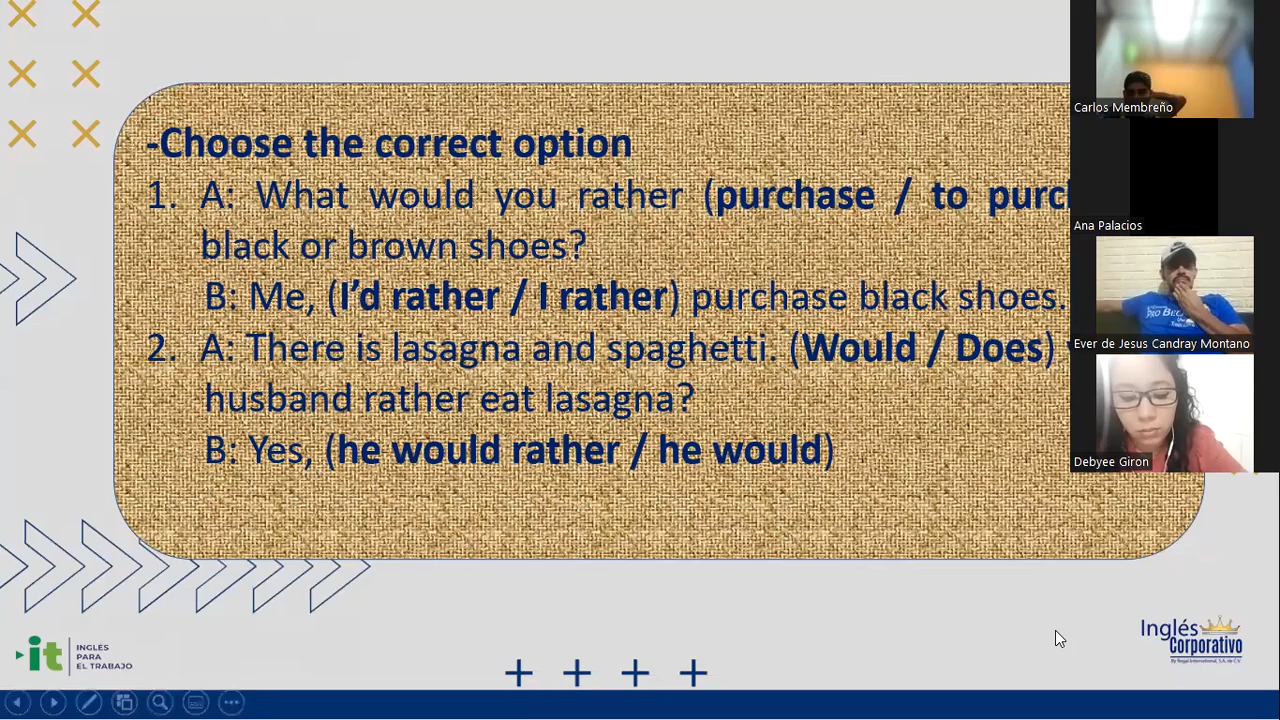 -Choose the correct option
1. A: What would you rather (purchase / to
black or brown shoes?
B: Me, (I'd rather / I rather) purchase black shoes.
2. A: There is lasagna and spaghetti. (Would / Does)
husband rather eat lasagna?
B: Yes, (he would rather / he would)
Carlos Membreño
Ana Palacios
Ever de Jesus Candray Montano
Debyee Giron
it
INGLÉS
PARA
EL TRABAJO
Inglés
Corporativo